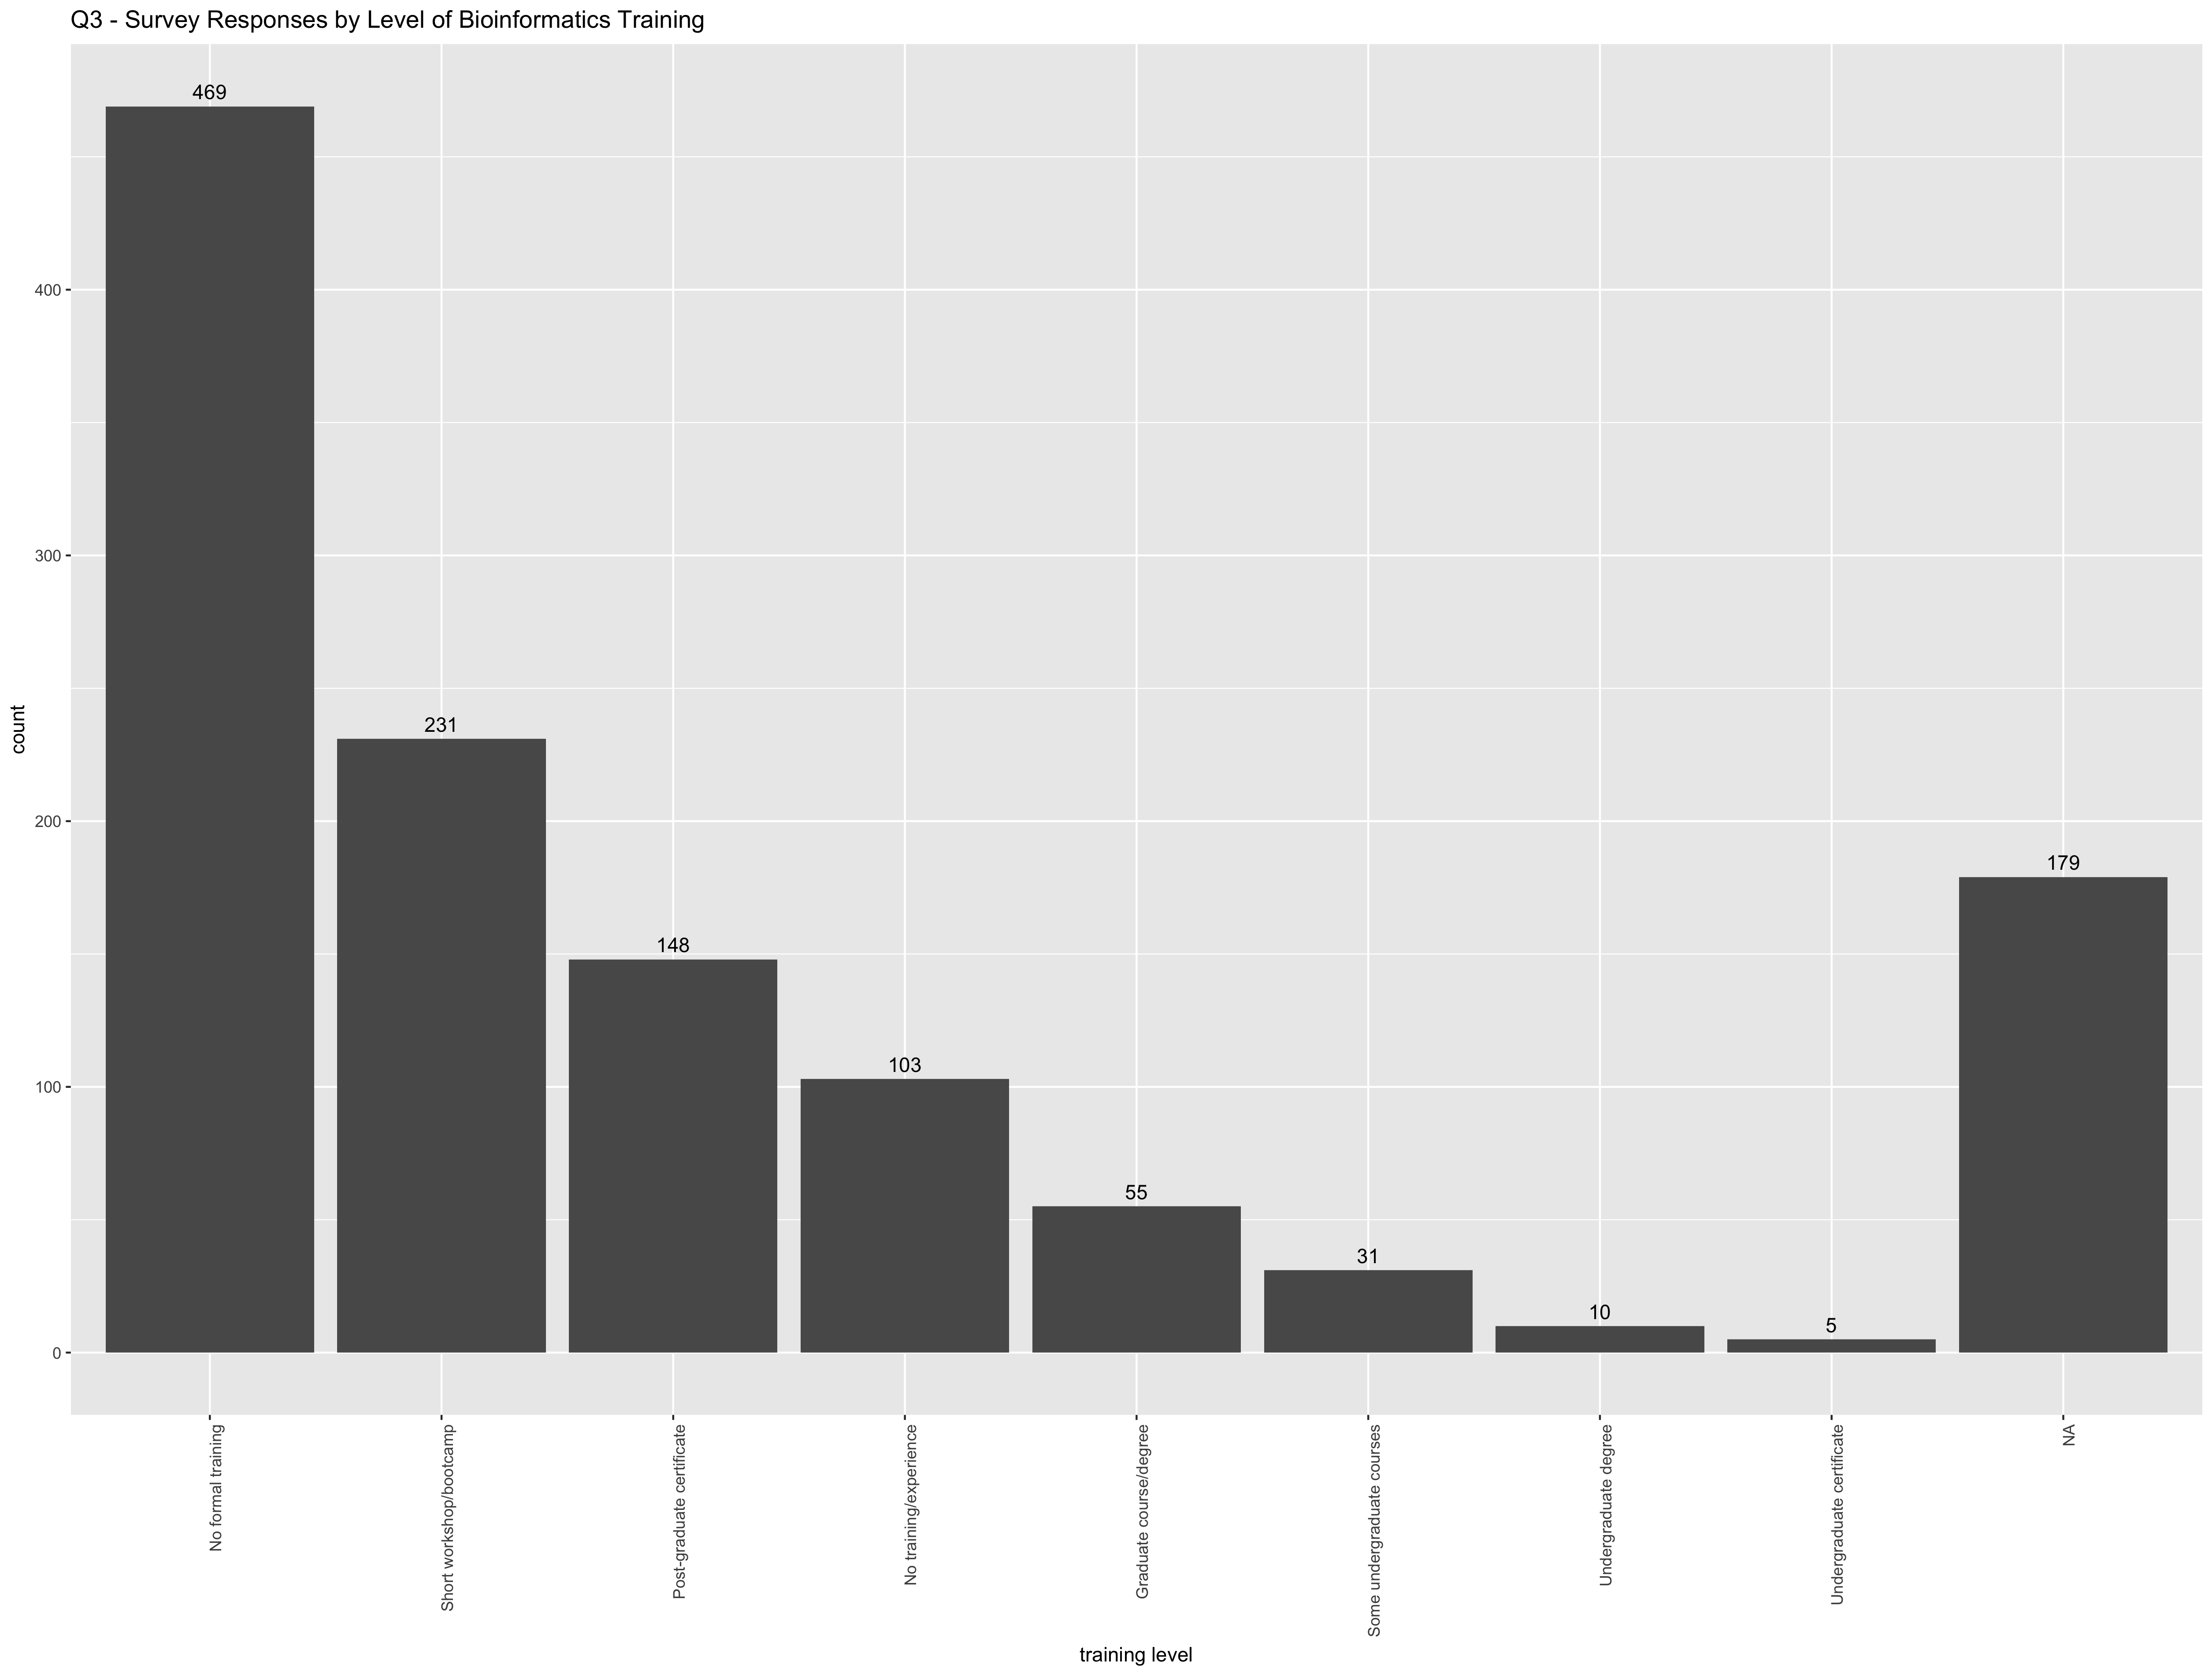 Q3 - Survey Responses by Level of Bioinformatics Training
count
400
300
200
100
0
469
231
148
103
55
31
10
5
179
No formal training
Short workshop/bootcamp
Post-graduate certificate
No training/experience
Graduate course/degree
Some undergraduate courses
Undergraduate degree
Undergraduate certificate
NA
training level